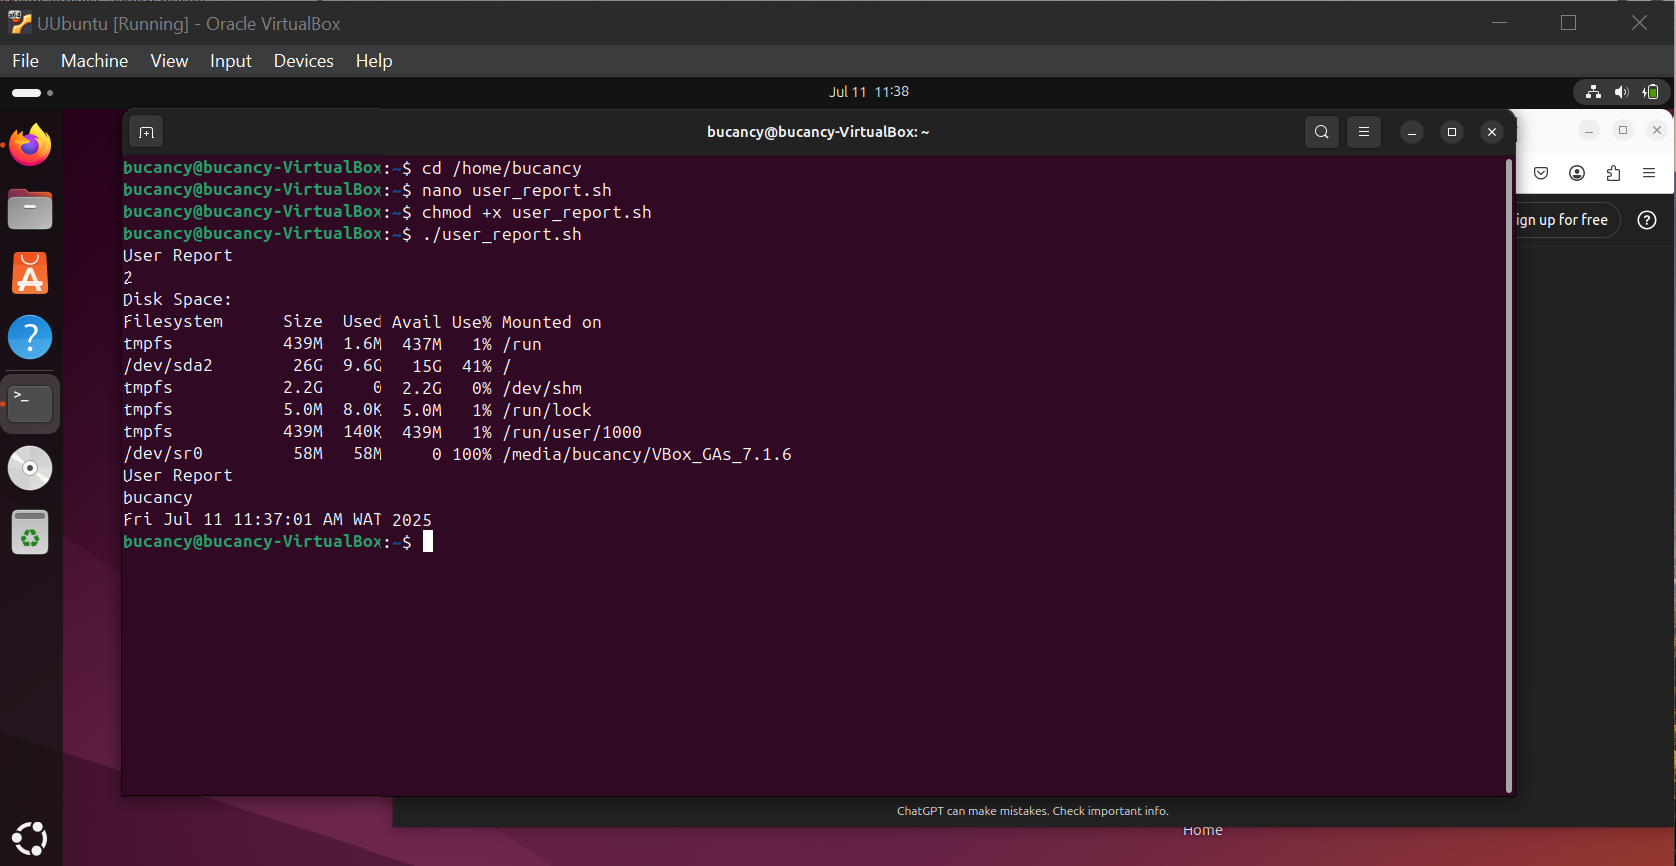 UUbuntu [Running] - Oracle VirtualBox
File Machine View Input Devices Help
Jul 11 11:38
bucancy@bucancy-VirtualBox: ~
bucancy@bucancy-VirtualBox:~$ cd /home/bucancy
bucancy@bucancy-VirtualBox:~$ nano user_report.sh
bucancy@bucancy-VirtualBox:~$ chmod +x user_report.sh
bucancy@bucancy-VirtualBox:~$ ./user_report.sh
User Report
2
Disk Space:
Filesystem Size Used Avail Use% Mounted on
tmpfs 439M 1.6M 437M 1% /run
/dev/sda2 26G 9.6G 15G 41% /
tmpfs 2.2G 0 2.2G 0% /dev/shm
tmpfs 5.0M 8.0K 5.0M 1% /run/lock
tmpfs 439M 140K 439M 1% /run/user/1000
/dev/sr0 58M 58M 0 100% /media/bucancy/VBox_GAs_7.1.6
User Report
bucancy
Fri Jul 11 11:37:01 AM WAT 2025
bucancy@bucancy-VirtualBox:~$
ign up for free
ChatGPT can make mistakes. Check important info.
Home